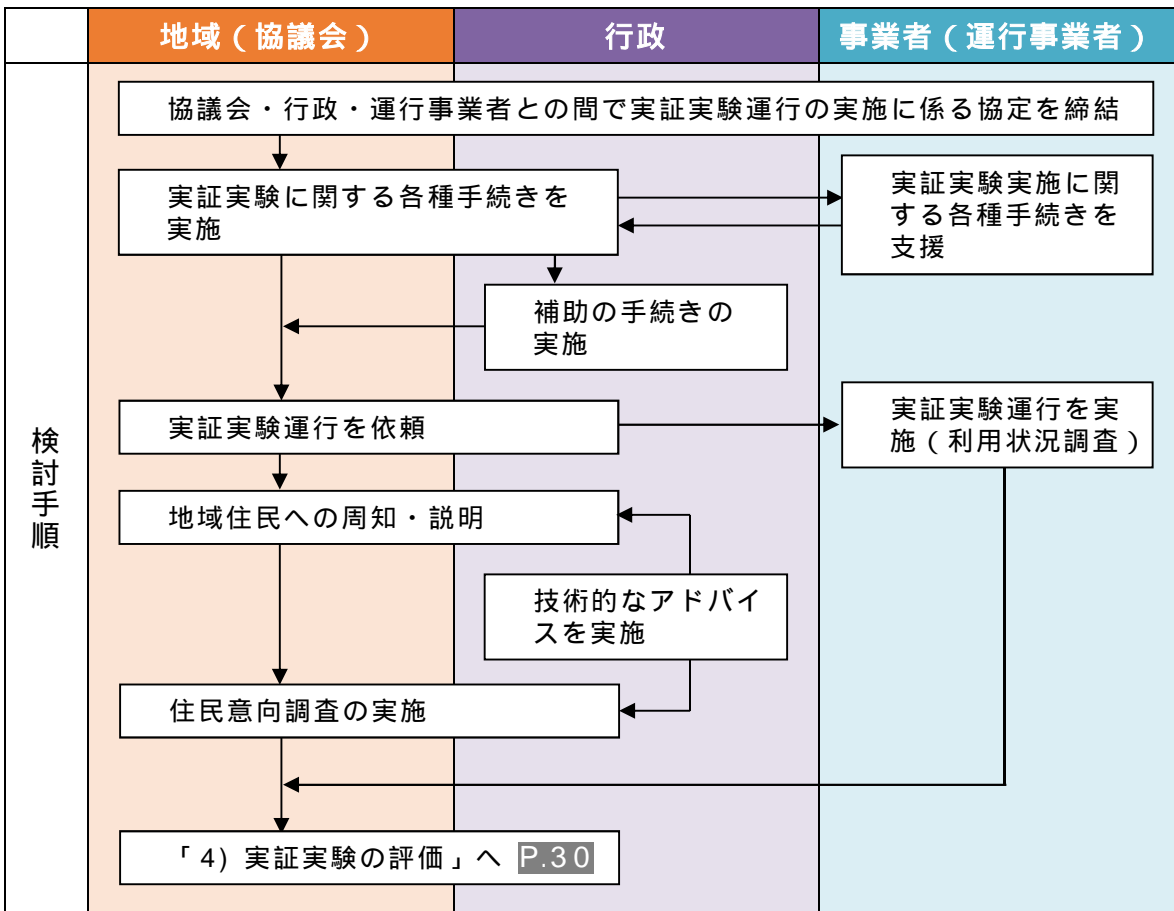 地域（協議会）
行政
事業者（運行事業者）
検討手順
協議会・行政・運行事業者との間で実証実験運行の実施に係る協定を締結
実証実験に関する各種手続きを
実施
実証実験実施に関
する各種手続きを
支援
補助の手続きの
実施
実証実験運行を依頼
実証実験運行を実
施（利用状況調査）
地域住民への周知・説明
技術的なアドバイ
スを実施
住民意向調査の実施
「4) 実証実験の評価」へ P.30